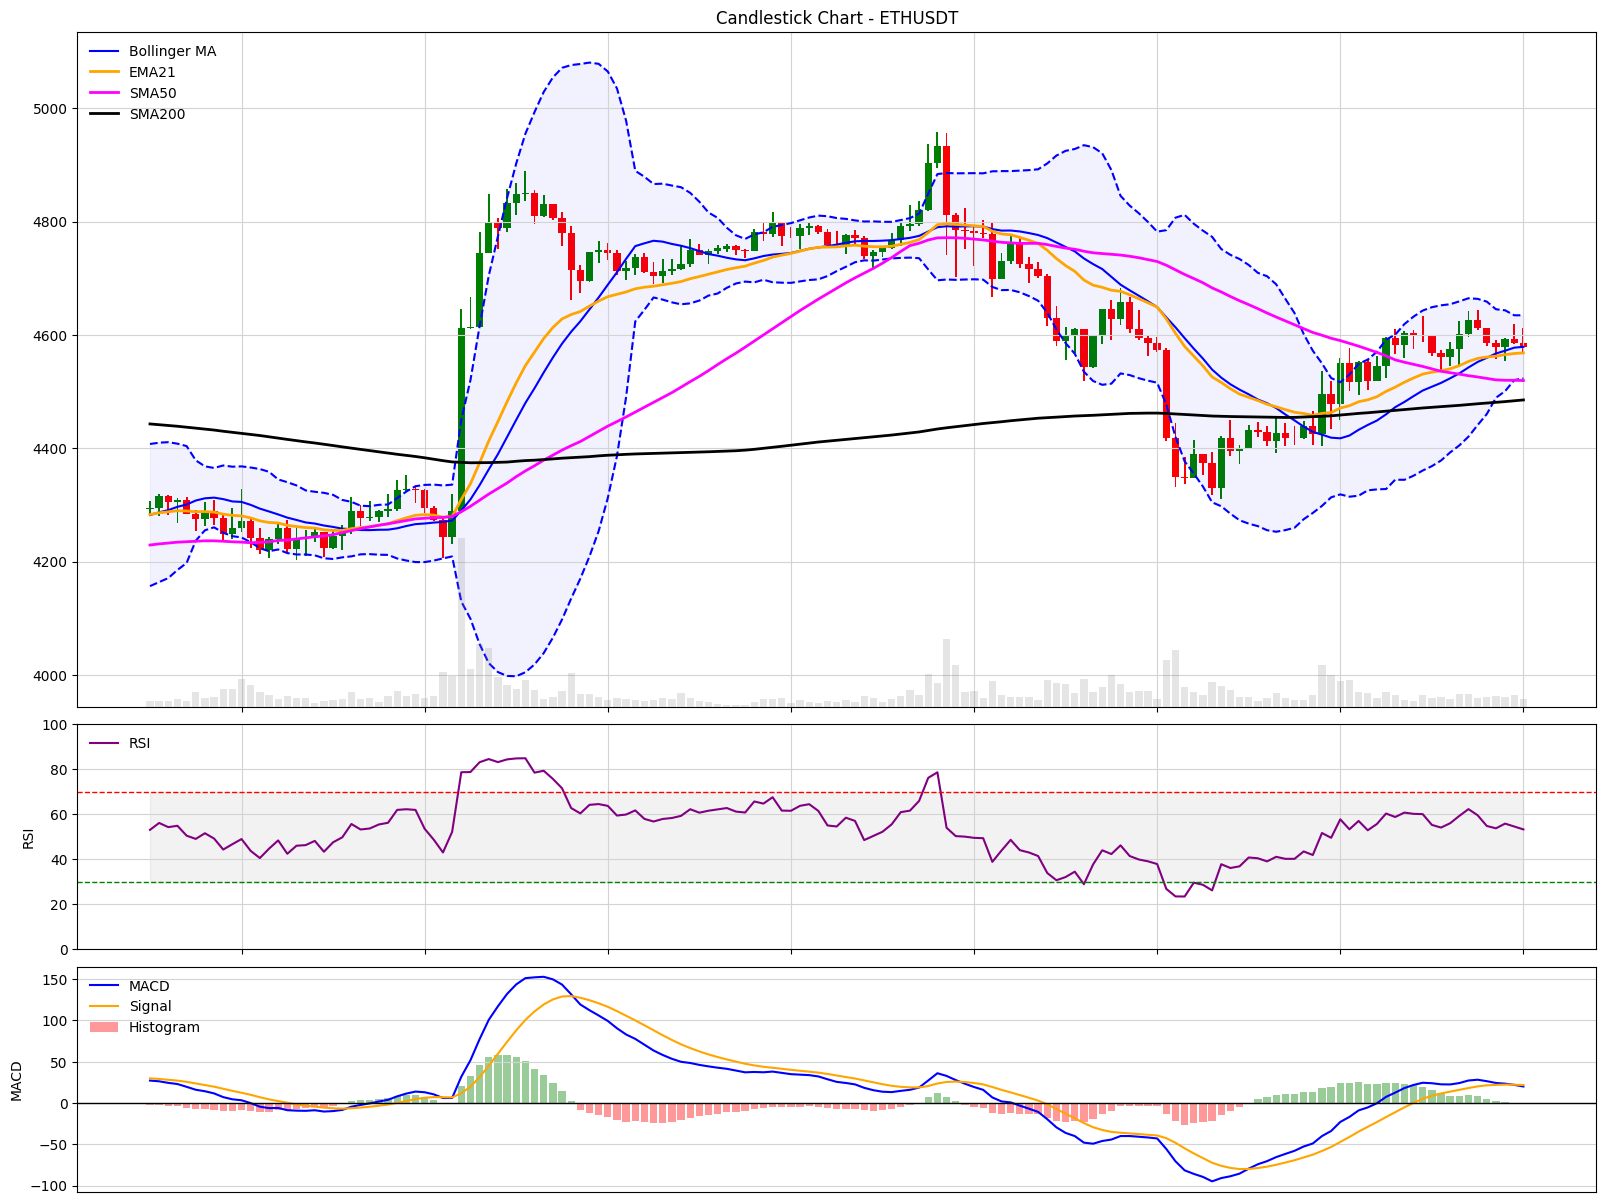 Candlestick Chart - ETHUSDT
Bollinger MA
EMA21
SMA50
SMA200
5000
4800
4600
4400
4200
4000
RSI
100
80
60
40
20
0
RSI
MACD
Signal
Histogram
150
100
50
0
−50
−100
MACD